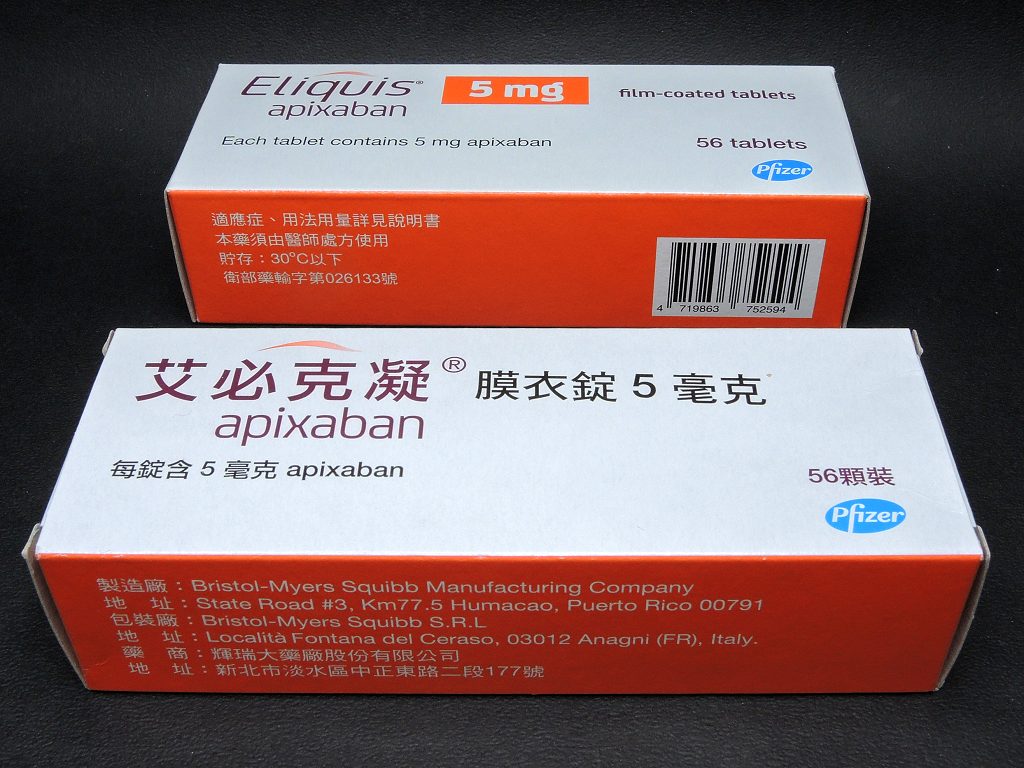 Eliquis®
apixaban
5 mg
film-coated tablets
Each tablet contains 5 mg apixaban
56 tablets
Pfizer
適應症、用法用量詳見說明書
本藥須由醫師處方使用
貯存：30°C以下
衛部藥輸字第026133號
4 719863 752594
艾必克凝® 膜衣錠 5 毫克
apixaban
每錠含 5 毫克 apixaban
56顆裝
Pfizer
製造廠：Bristol-Myers Squibb Manufacturing Company
地 址：State Road #3, Km77.5 Humacao, Puerto Rico 00791
包裝廠：Bristol-Myers Squibb S.R.L
地 址：Località Fontana del Ceraso, 03012 Anagni (FR), Italy.
藥 商：輝瑞大藥廠股份有限公司
地 址：新北市淡水區中正東路二段177號